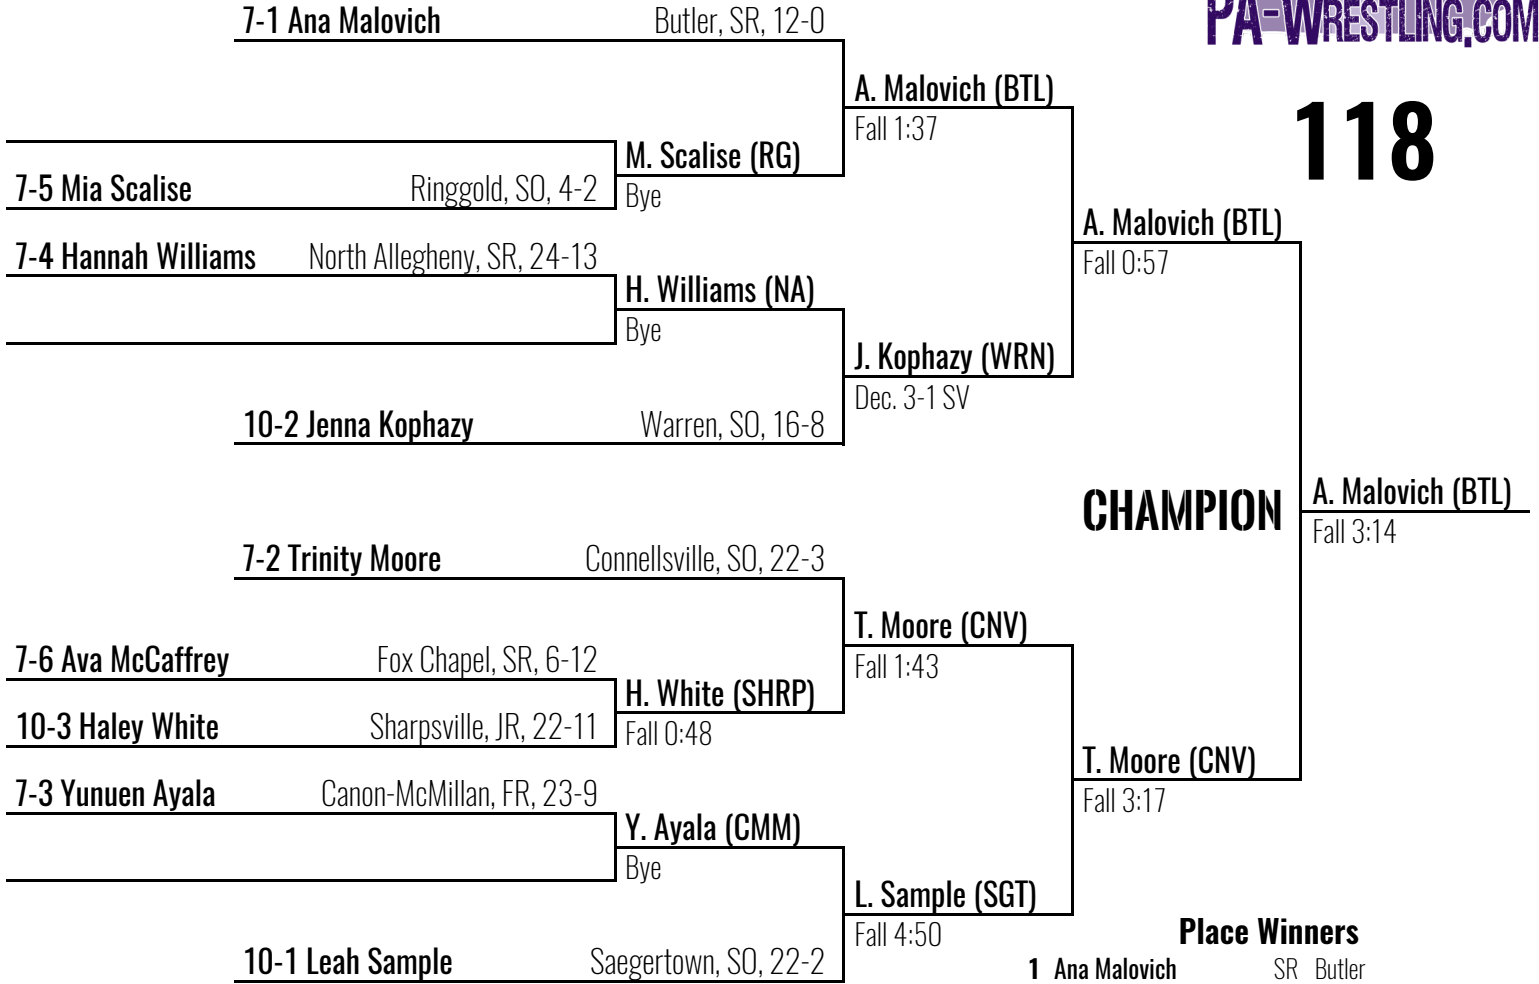 7-1 Ana Malovich Butler, SR, 12-0
PA-WRESTLING.COM
A. Malovich (BTL)
Fall 1:37
118
M. Scalise (RG)
7-5 Mia Scalise Ringgold, SO, 4-2
Bye
A. Malovich (BTL)
Fall 0:57
7-4 Hannah Williams North Allegheny, SR, 24-13
H. Williams (NA)
Bye
J. Kophazy (WRN)
Dec. 3-1 SV
10-2 Jenna Kophazy Warren, SO, 16-8
CHAMPION
A. Malovich (BTL)
Fall 3:14
7-2 Trinity Moore Connellsville, SO, 22-3
T. Moore (CNV)
Fall 1:43
7-6 Ava McCaffrey Fox Chapel, SR, 6-12
H. White (SHRP)
10-3 Haley White Sharpsville, JR, 22-11
Fall 0:48
T. Moore (CNV)
Fall 3:17
7-3 Yunuen Ayala Canon-McMillan, FR, 23-9
Y. Ayala (CMM)
Bye
L. Sample (SGT)
Fall 4:50
10-1 Leah Sample Saegertown, SO, 22-2
Place Winners
1 Ana Malovich SR Butler